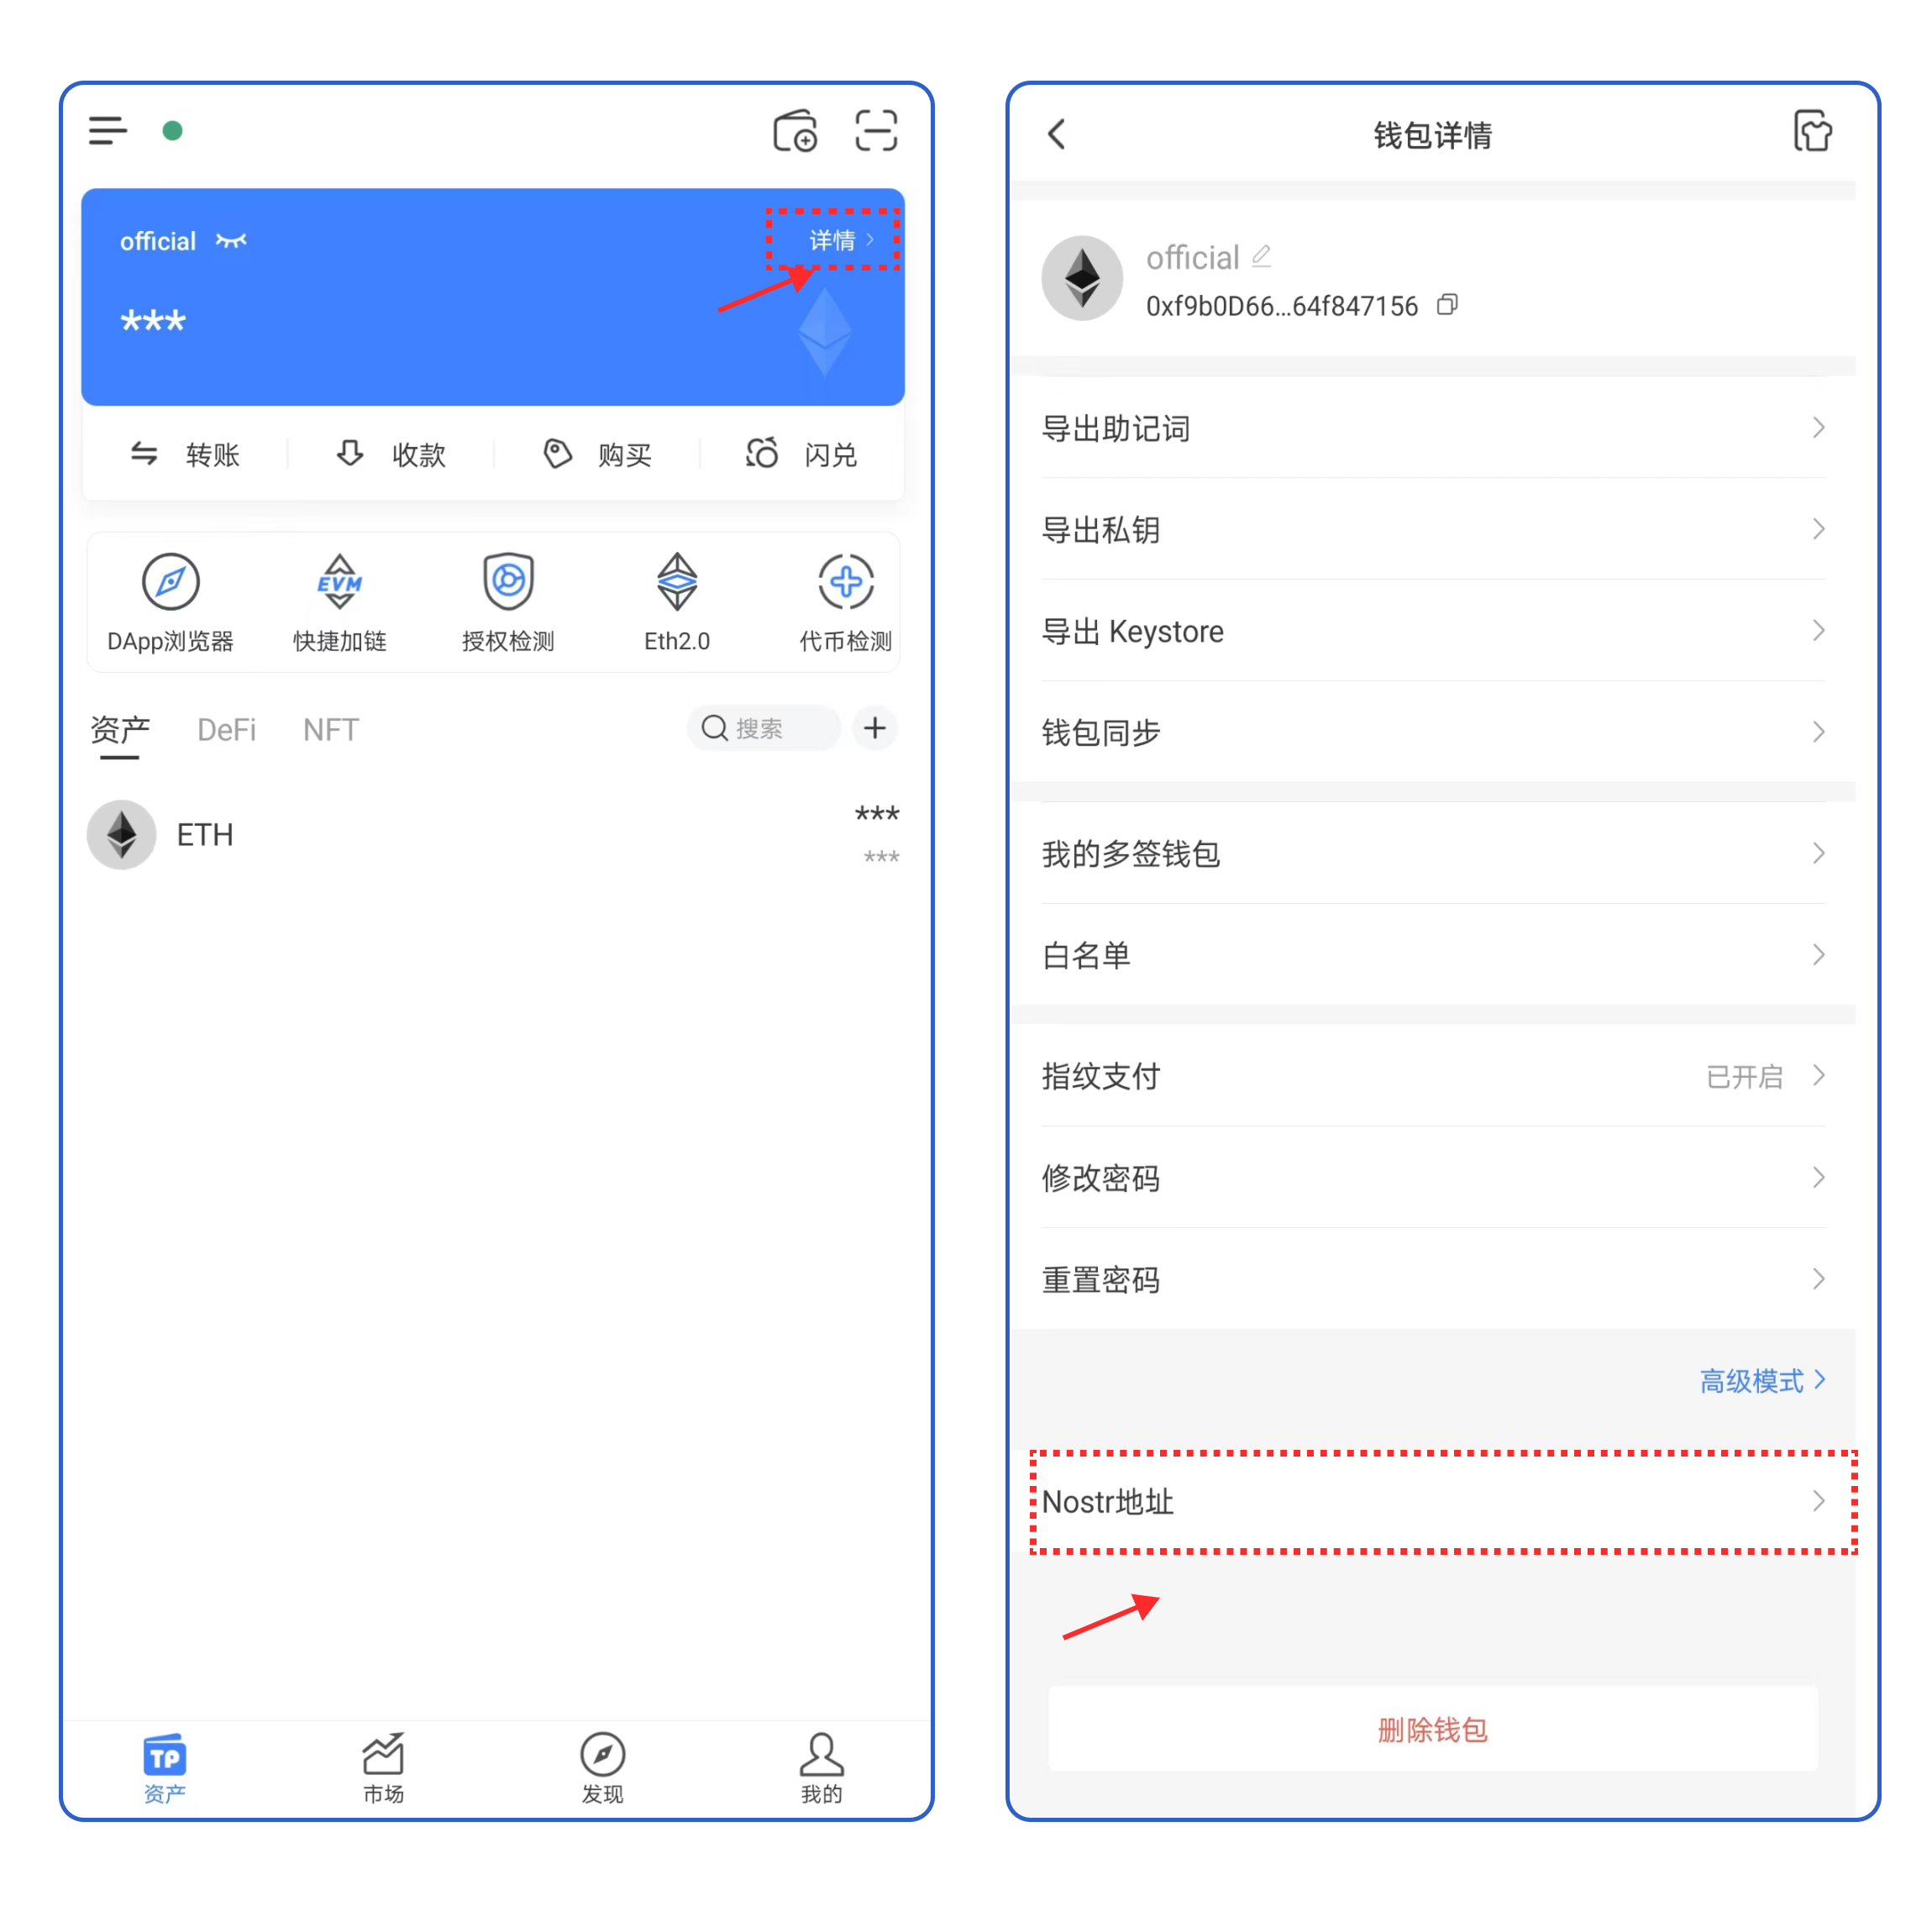 official
详情
***
转账
收款
购买
闪兑
EVM
DApp浏览器
快捷加链
授权检测
Eth2.0
代币检测
资产
DeFi
NFT
搜索
ETH
***
***
TP
资产
市场
发现
我的
钱包详情
official
0xf9b0D66...64f847156
导出助记词
导出私钥
导出 Keystore
钱包同步
我的多签钱包
白名单
指纹支付
已开启
修改密码
重置密码
高级模式
Nostr地址
删除钱包